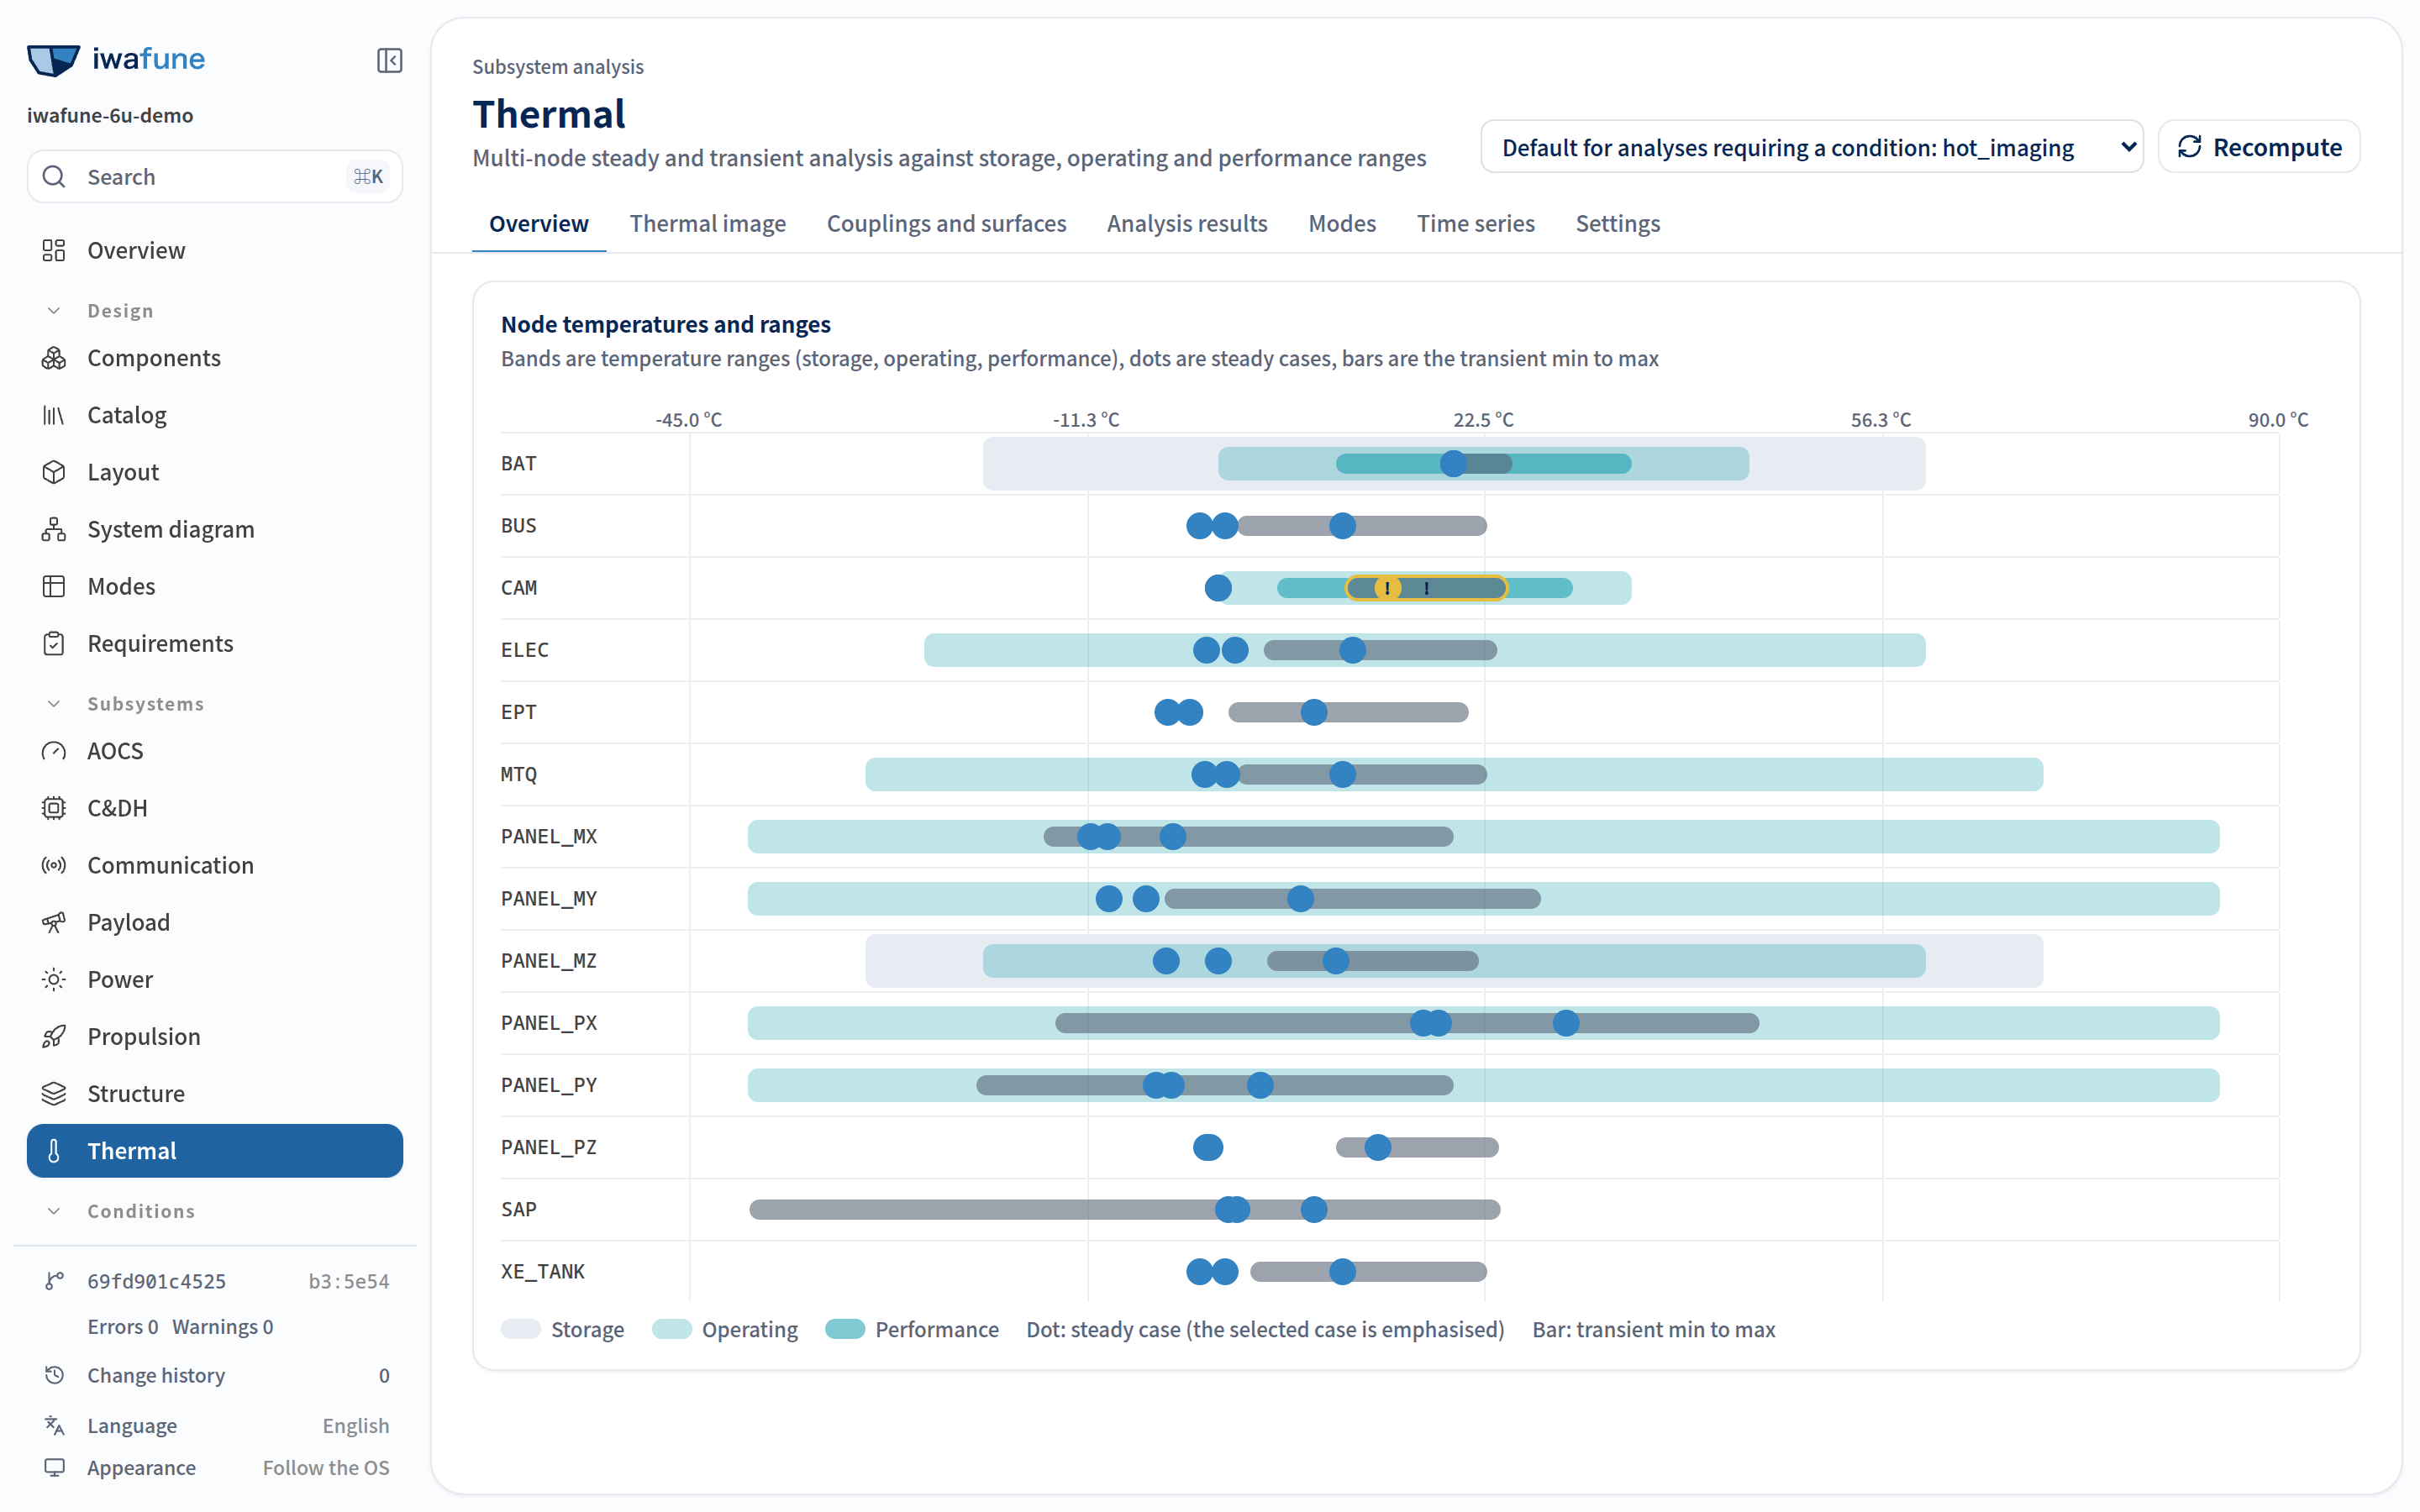 iwafune
iwafune-6u-demo
Search ⌘K
Overview
Design
Components
Catalog
Layout
System diagram
Modes
Requirements
Subsystems
AOCS
C&DH
Communication
Payload
Power
Propulsion
Structure
Thermal
Conditions
69fd901c4525 b3:5e54
Errors 0 Warnings 0
Change history 0
Language English
Appearance Follow the OS
Subsystem analysis
Thermal
Multi-node steady and transient analysis against storage, operating and performance ranges
Default for analyses requiring a condition: hot_imaging
Recompute
Overview Thermal image Couplings and surfaces Analysis results Modes Time series Settings
Node temperatures and ranges
Bands are temperature ranges (storage, operating, performance), dots are steady cases, bars are the transient min to max
-45.0 °C -11.3 °C 22.5 °C 56.3 °C 90.0 °C
BAT
BUS
CAM ! !
ELEC
EPT
MTQ
PANEL_MX
PANEL_MY
PANEL_MZ
PANEL_PX
PANEL_PY
PANEL_PZ
SAP
XE_TANK
Storage Operating Performance Dot: steady case (the selected case is emphasised) Bar: transient min to max